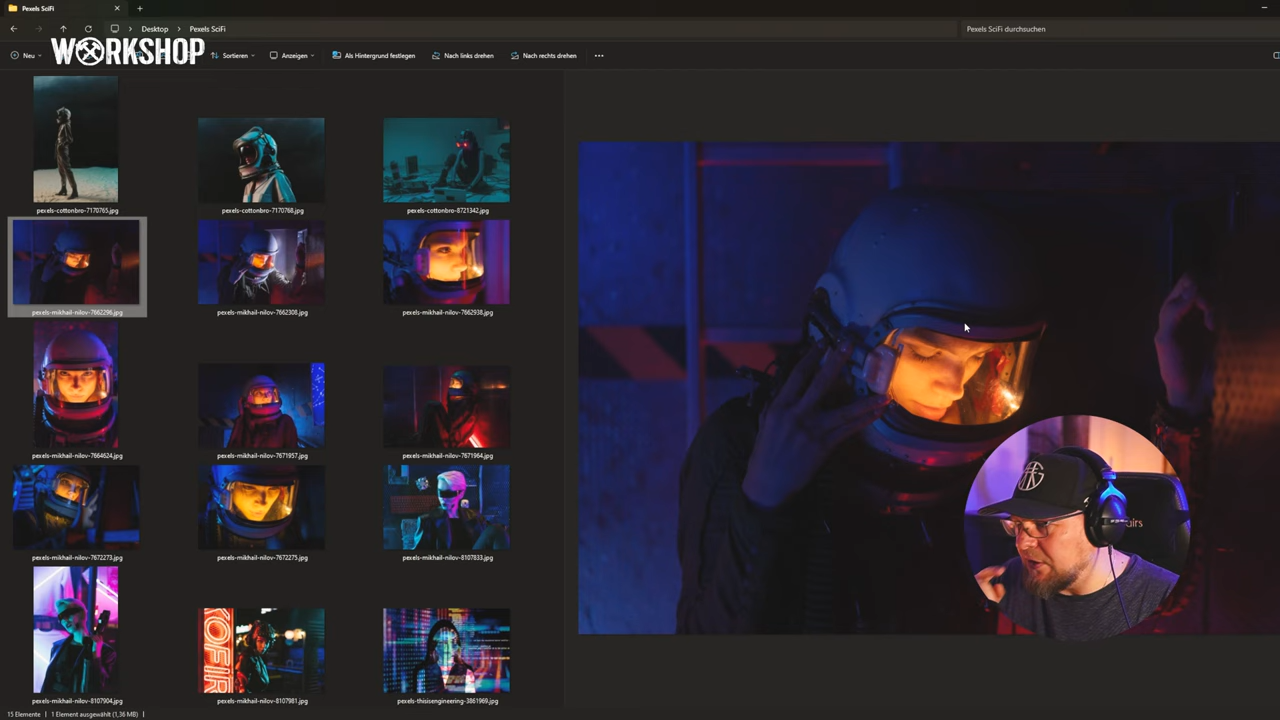 Pexels SciFi
Desktop
Pexels SciFi
Pexels SciFi durchsuchen
Neu
WORKSHOP
Sortieren
Anzeigen
Als Hintergrund festlegen
Nach links drehen
Nach rechts drehen
pexels-cottonbro-7170765.jpg
pexels-cottonbro-7170768.jpg
pexels-cottonbro-8721342.jpg
pexels-mikhail-nilov-7662296.jpg
pexels-mikhail-nilov-7662308.jpg
pexels-mikhail-nilov-7662938.jpg
pexels-mikhail-nilov-7664624.jpg
pexels-mikhail-nilov-7671957.jpg
pexels-mikhail-nilov-7671964.jpg
pexels-mikhail-nilov-7672273.jpg
pexels-mikhail-nilov-7672275.jpg
pexels-mikhail-nilov-8107833.jpg
pexels-mikhail-nilov-8107904.jpg
pexels-mikhail-nilov-8107981.jpg
pexels-thisisengineering-3861969.jpg
15 Elemente
1 Element ausgewählt (1,36 MB)